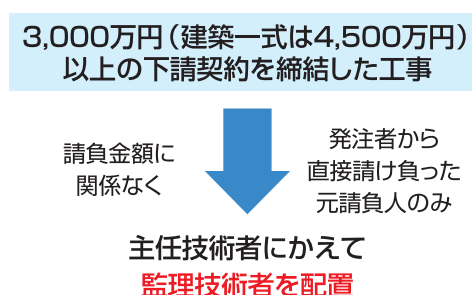 3,000万円（建築一式は4,500万円）
以上の下請契約を締結した工事
請負金額に
関係なく
発注者から
直接請け負った
元請負人のみ
主任技術者にかえて
監理技術者を配置